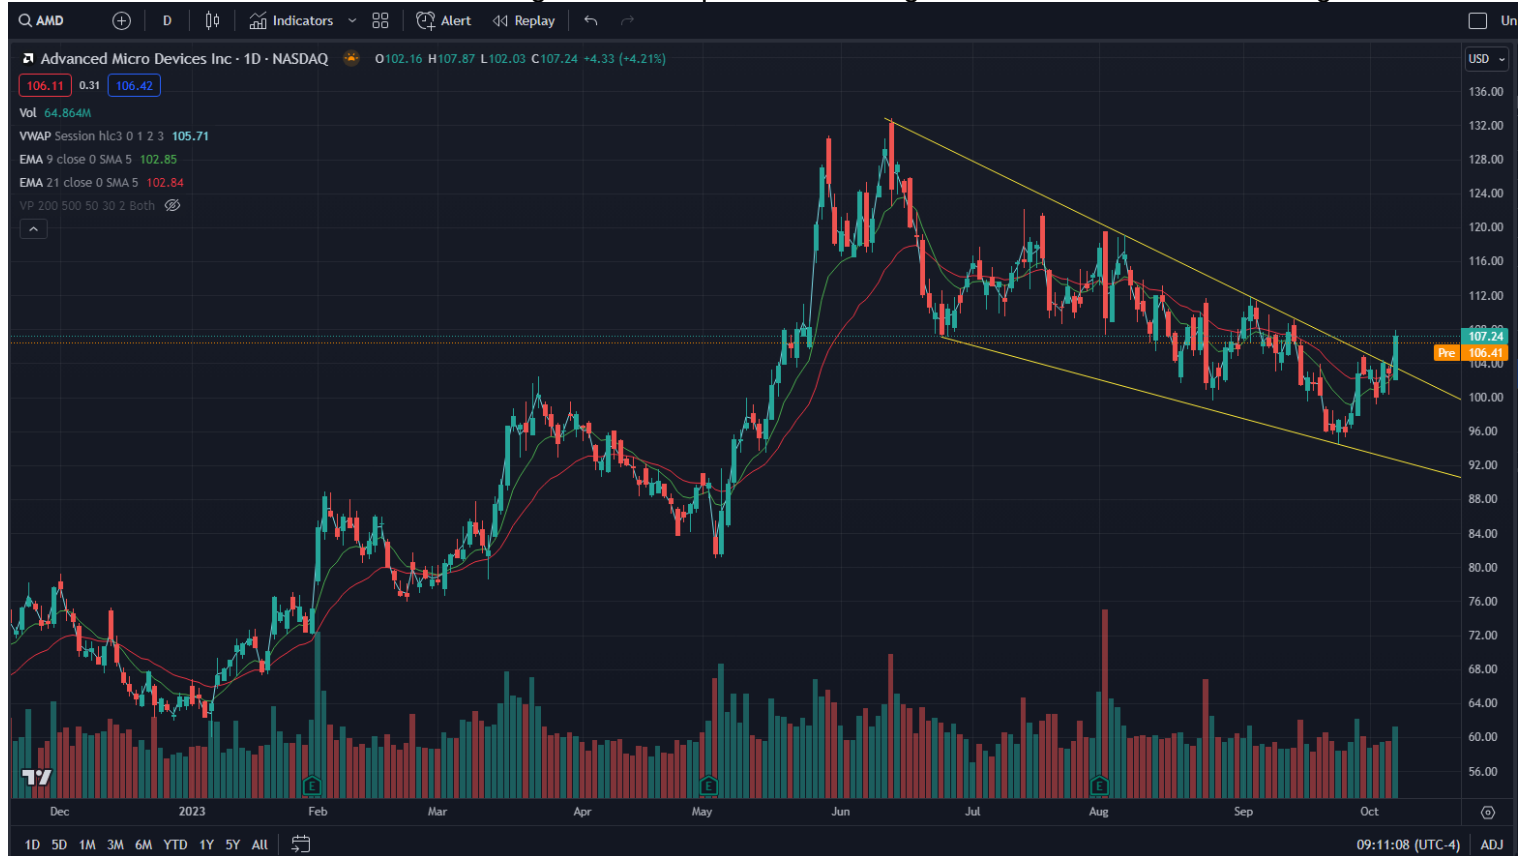 AMD D Indicators Alert Replay Un
Advanced Micro Devices Inc · 1D · NASDAQ O102.16 H107.87 L102.03 C107.24 +4.33 (+4.21%) USD
106.11 0.31 106.42
Vol 64.864M
VWAP Session hlc3 0 1 2 3 105.71
EMA 9 close 0 SMA 5 102.85
EMA 21 close 0 SMA 5 102.84
VP 200 500 50 30 2 Both
136.00
132.00
128.00
124.00
120.00
116.00
112.00
108.00
107.24
Pre 106.41
104.00
100.00
96.00
92.00
88.00
84.00
80.00
76.00
72.00
68.00
64.00
60.00
56.00
E E E
Dec 2023 Feb Mar Apr May Jun Jul Aug Sep Oct
1D 5D 1M 3M 6M YTD 1Y 5Y All 09:11:08 (UTC-4) ADJ